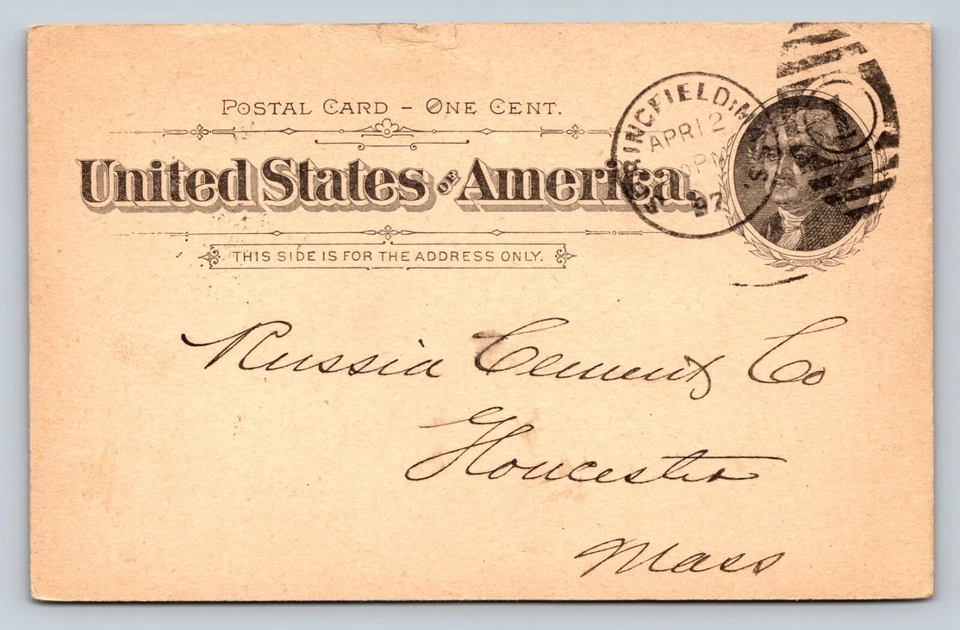 POSTAL CARD – ONE CENT.
United States OF America.
THIS SIDE IS FOR THE ADDRESS ONLY.
SPRINGFIELD, MASS.
APR 12
PM
97
Russia Cement Co
Gloucester
Mass